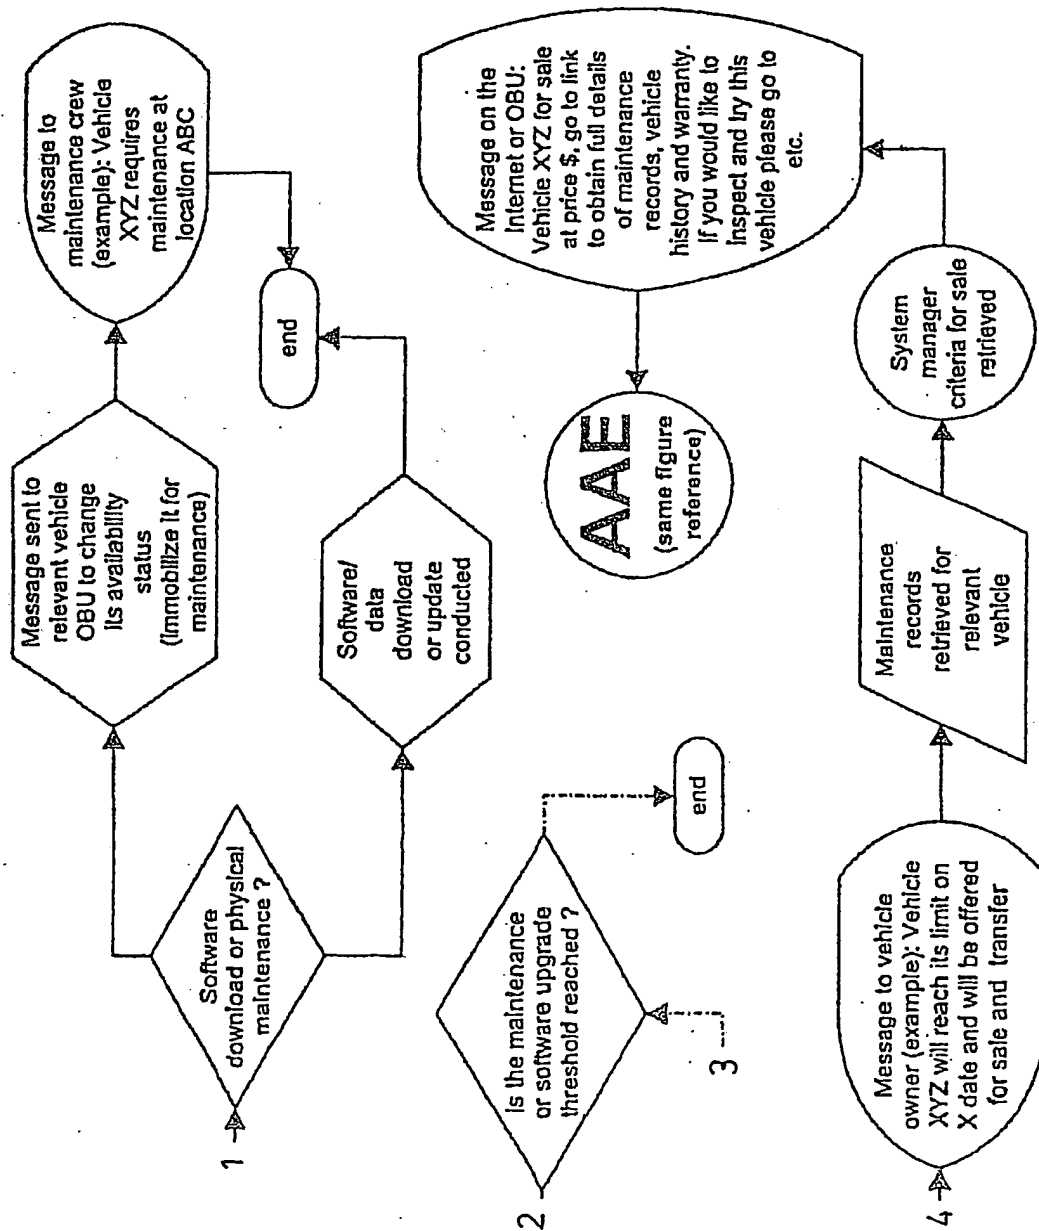 1
Software
download or physical
maintenance ?
Message sent to
relevant vehicle
OBU to change
its availability
status
(immobilize it for
maintenance)
Message to
maintenance crew
(example): Vehicle
XYZ requires
maintenance at
location ABC
Software/
data
download
or update
conducted
end
2
Is the maintenance
or software upgrade
threshold reached ?
3
end
4
Message to vehicle
owner (example): Vehicle
XYZ will reach its limit on
X date and will be offered
for sale and transfer
Maintenance
records
retrieved for
relevant
vehicle
System
manager
criteria for sale
retrieved
Message on the
Internet or OBU:
Vehicle XYZ for sale
at price $, go to link
to obtain full details
of maintenance
records, vehicle
history and warranty.
If you would like to
inspect and try this
vehicle please go to
etc.
AAE
(same figure
reference)